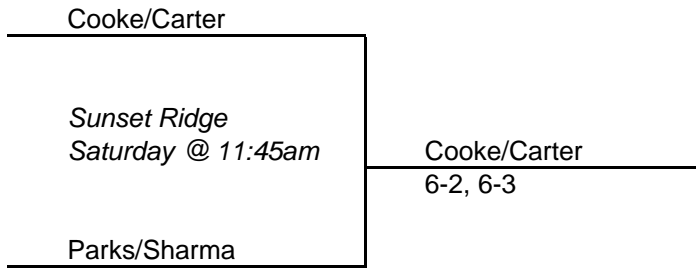 Cooke/Carter
Sunset Ridge
Saturday @ 11:45am
Cooke/Carter
6-2, 6-3
Parks/Sharma